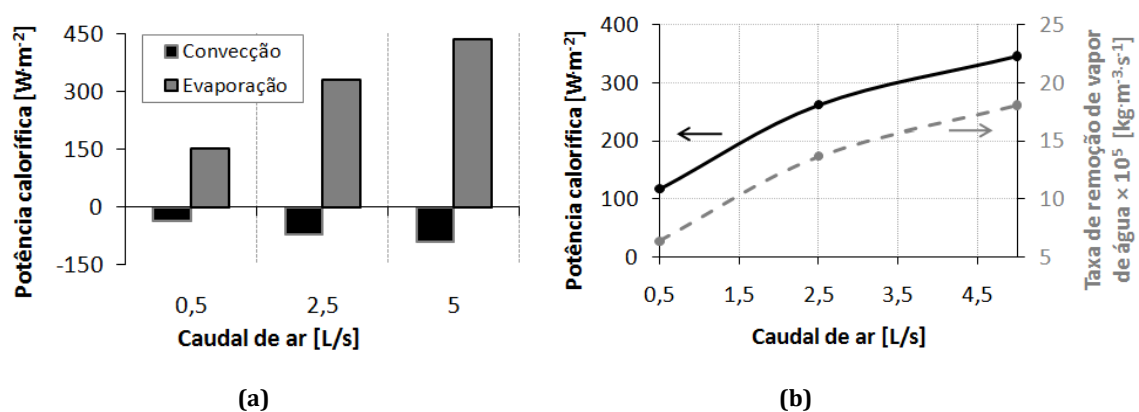 Potência calorífica [W·m⁻²]
450
300
150
0
-150
Convecção
Evaporação
0,5 2,5 5
Caudal de ar [L/s]
(a)
Potência calorífica [W·m⁻²]
400
300
200
100
0
25
20
15
10
5
Taxa de remoção de vapor
de água × 10⁵ [kg·m⁻³·s⁻¹]
0,5 1,5 2,5 3,5 4,5
Caudal de ar [L/s]
(b)